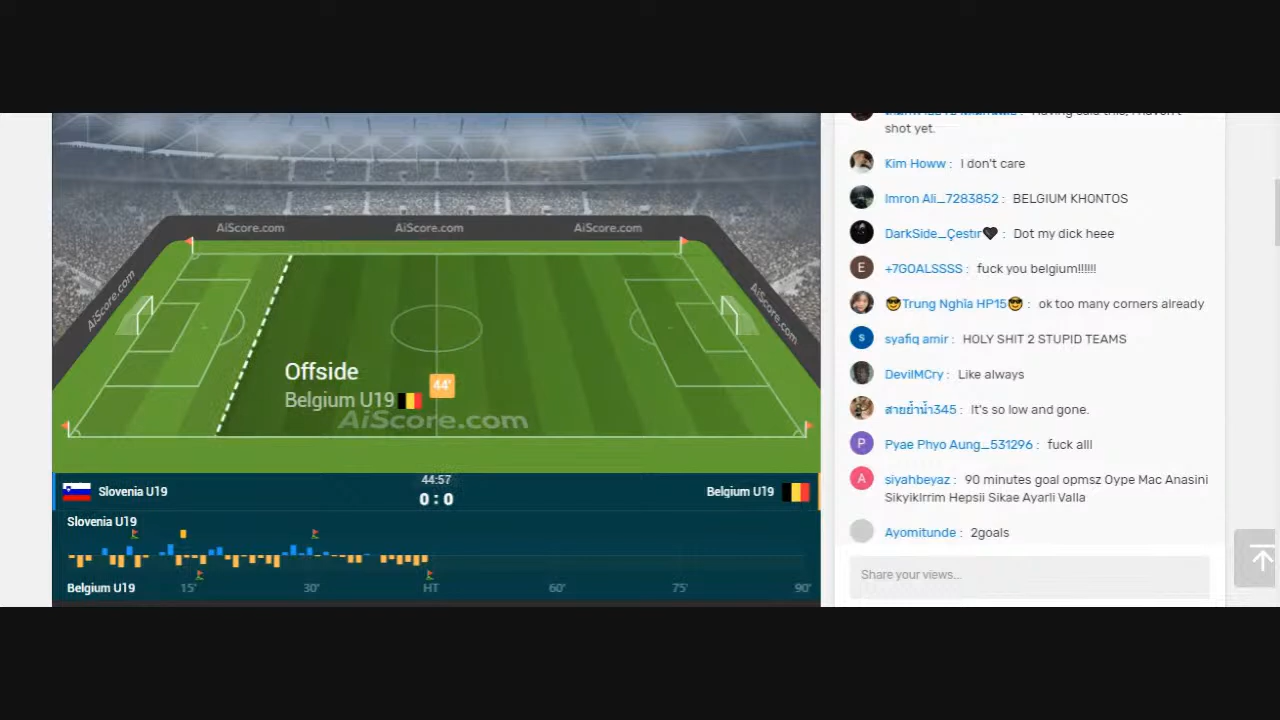 AiScore.com AiScore.com AiScore.com
AiScore.com
AiScore.com
Offside
44'
Belgium U19
AiScore.com
44:57
Slovenia U19
0 : 0
Belgium U19
Slovenia U19
Belgium U19 15' 30' HT 60' 75' 90'
shot yet.
Kim Howw : I don't care
Imron Ali_7283852 : BELGIUM KHONTOS
DarkSide_Çestır🖤 : Dot my dick heee
E
+7GOALSSSS : fuck you belgium!!!!!!
😎Trung Nghĩa HP15😎 : ok too many corners already
S
syafiq amir : HOLY SHIT 2 STUPID TEAMS
DevilMCry : Like always
สายย้ำน้ำ345 : It's so low and gone.
P
Pyae Phyo Aung_531296 : fuck alll
A
siyahbeyaz : 90 minutes goal opmsz Oype Mac Anasini
Sikyiklrrim Hepsii Sikae Ayarli Valla
Ayomitunde : 2goals
Share your views...